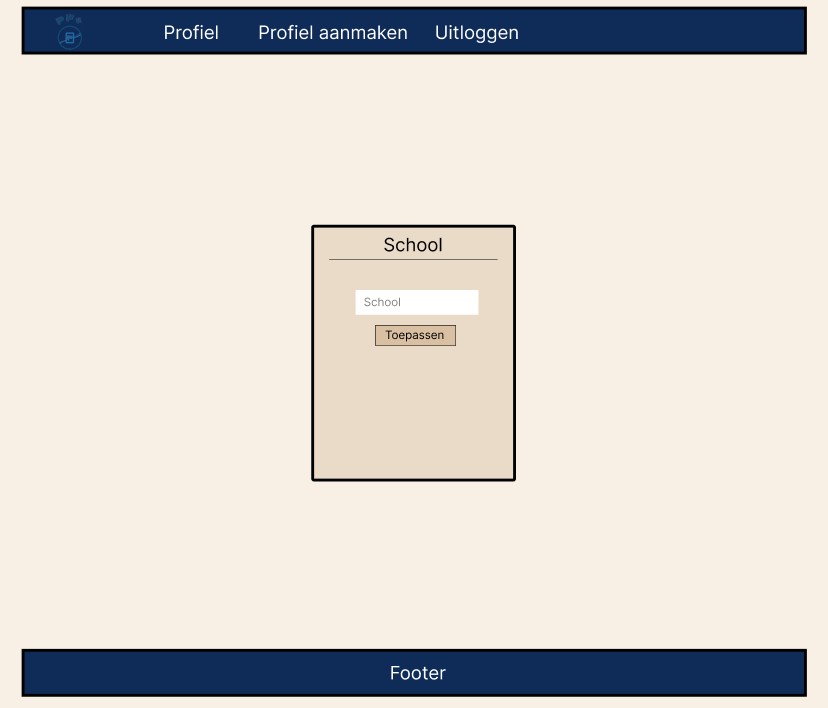 Profiel Profiel aanmaken Uitloggen
School
School
Toepassen
Footer